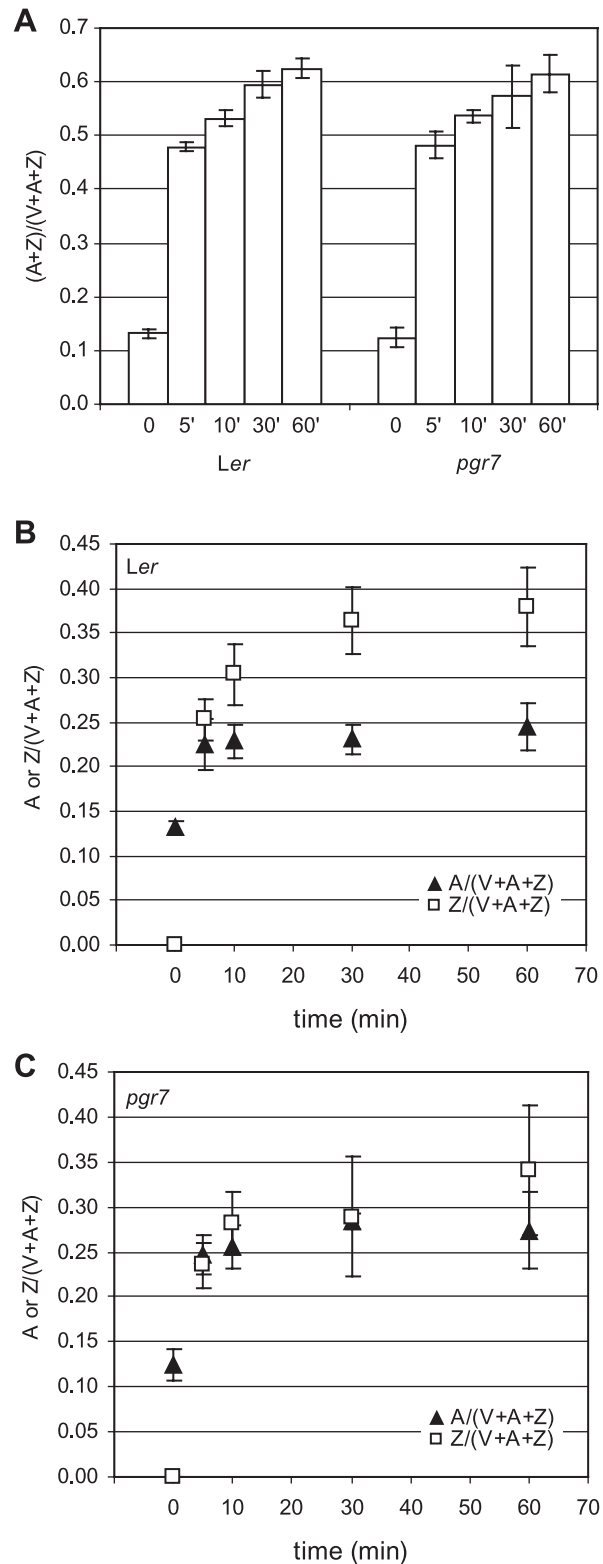 A
(A+Z)/(V+A+Z)
0.7
0.6
0.5
0.4
0.3
0.2
0.1
0.0
0 5' 10' 30' 60' 0 5' 10' 30' 60'
Ler pgr7
B
Ler
A or Z/(V+A+Z)
0.45
0.40
0.35
0.30
0.25
0.20
0.15
0.10
0.05
0.00
▲ A/(V+A+Z)
□ Z/(V+A+Z)
0 10 20 30 40 50 60 70
time (min)
C
pgr7
A or Z/(V+A+Z)
0.45
0.40
0.35
0.30
0.25
0.20
0.15
0.10
0.05
0.00
▲ A/(V+A+Z)
□ Z/(V+A+Z)
0 10 20 30 40 50 60 70
time (min)